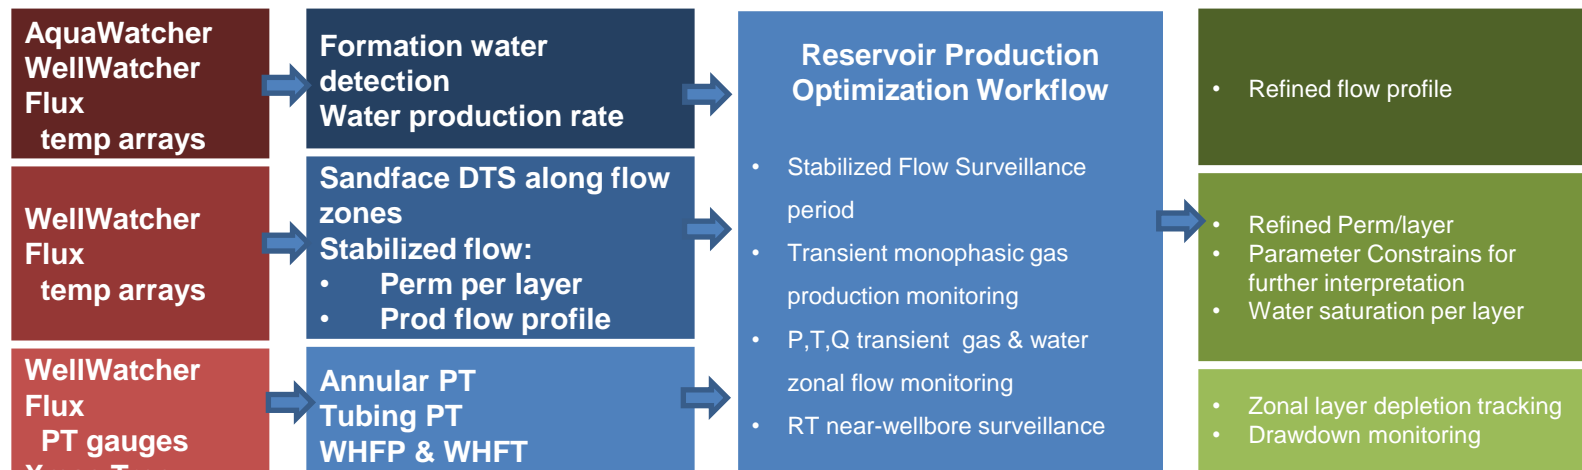 AquaWatcher
WellWatcher
Flux
temp arrays
Formation water
detection
Water production rate
WellWatcher
Flux
temp arrays
Sandface DTS along flow
zones
Stabilized flow:
• Perm per layer
• Prod flow profile
WellWatcher
Flux
PT gauges
Annular PT
Tubing PT
WHFP & WHFT
Reservoir Production
Optimization Workflow
• Stabilized Flow Surveillance
period
• Transient monophasic gas
production monitoring
• P,T,Q transient gas & water
zonal flow monitoring
• RT near-wellbore surveillance
• Refined flow profile
• Refined Perm/layer
• Parameter Constrains for
further interpretation
• Water saturation per layer
• Zonal layer depletion tracking
• Drawdown monitoring